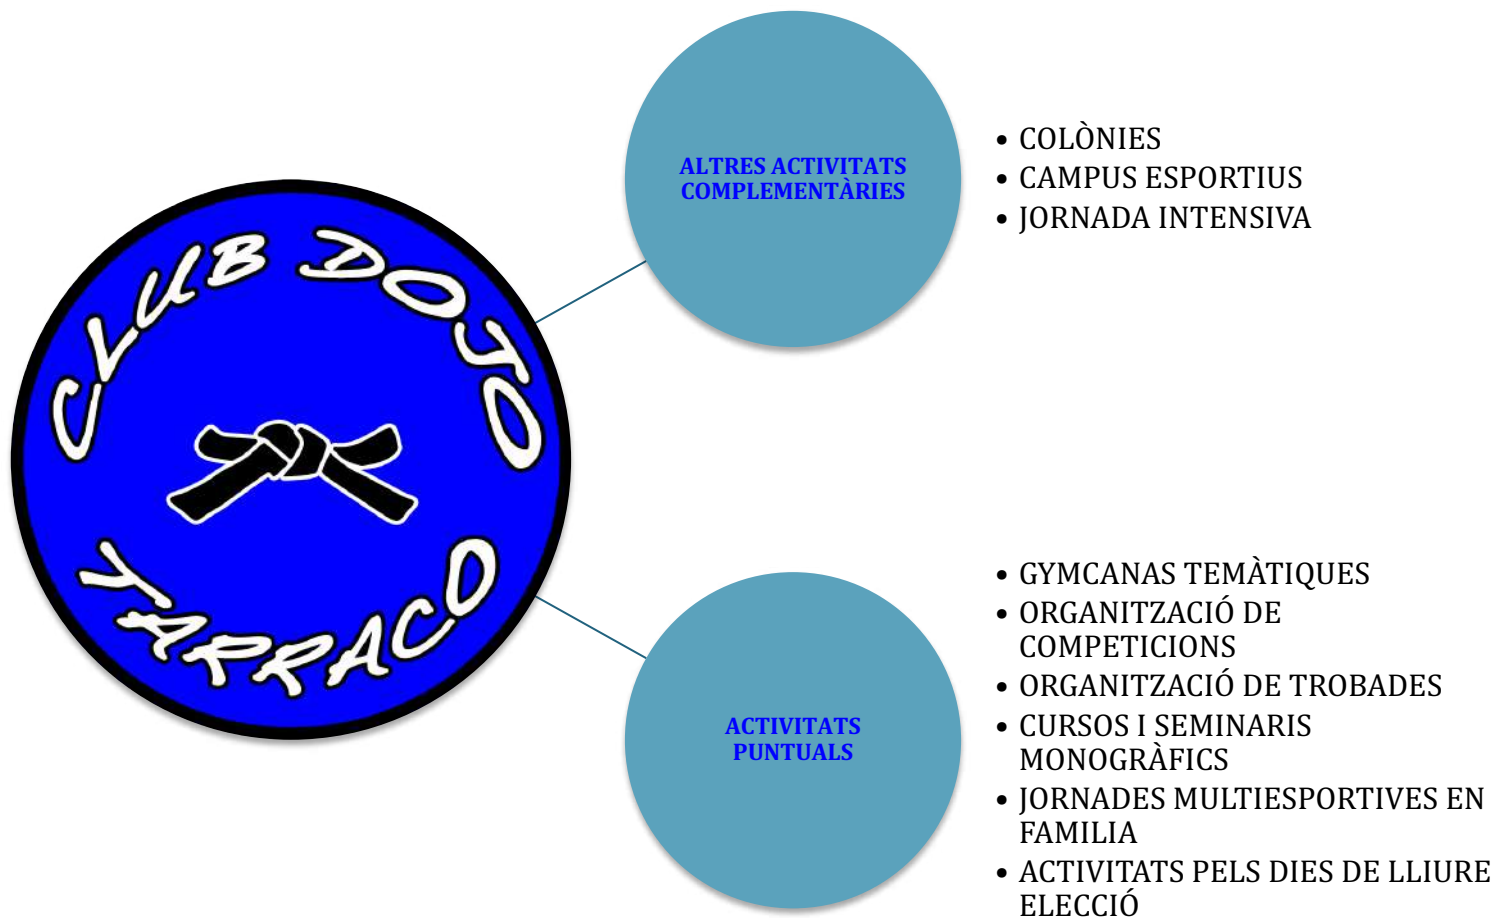 CLUB DOJO
TARRACO
ALTRES ACTIVITATS
COMPLEMENTÀRIES
• COLÒNIES
• CAMPUS ESPORTIUS
• JORNADA INTENSIVA
ACTIVITATS
PUNTUALS
• GYMCANAS TEMÀTIQUES
• ORGANITZACIÓ DE
COMPETICIONS
• ORGANITZACIÓ DE TROBADES
• CURSOS I SEMINARIS
MONOGRÀFICS
• JORNADES MULTIESPORTIVES EN
FAMILIA
• ACTIVITATS PELS DIES DE LLIURE
ELECCIÓ